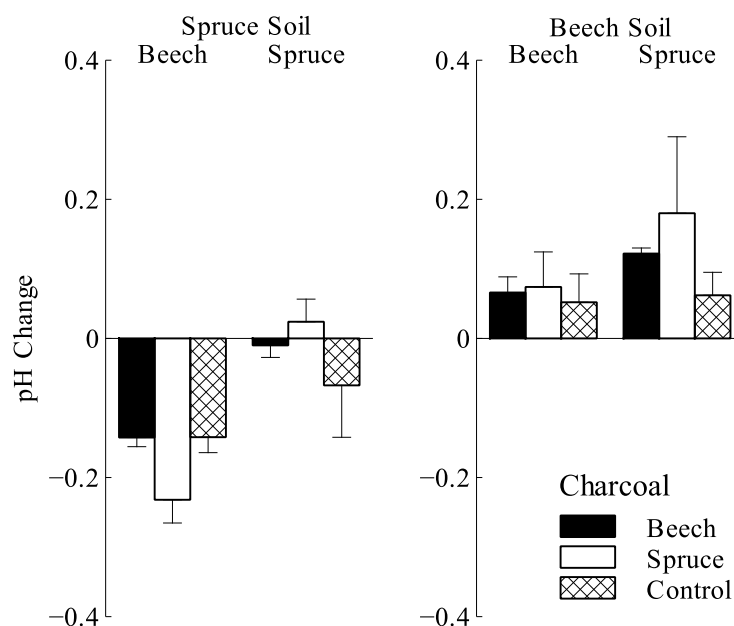 Spruce Soil
Beech Spruce
0.4
0.2
0
−0.2
−0.4
pH Change
Beech Soil
Beech Spruce
0.4
0.2
0
−0.2
−0.4
Charcoal
Beech
Spruce
Control